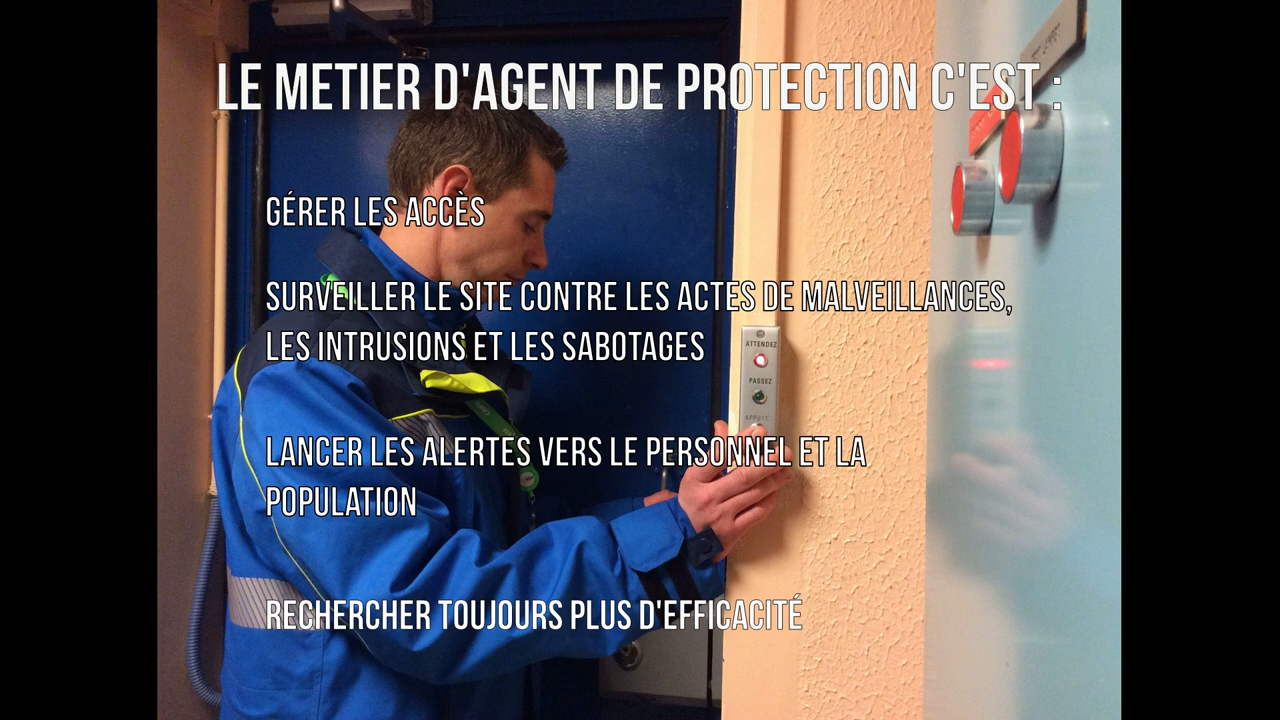 LE METIER D'AGENT DE PROTECTION C'EST :
GÉRER LES ACCÈS
SURVEILLER LE SITE CONTRE LES ACTES DE MALVEILLANCES,
LES INTRUSIONS ET LES SABOTAGES
ATTENDEZ
PASSEZ
APPUYEZ
LANCER LES ALERTES VERS LE PERSONNEL ET LA
POPULATION
RECHERCHER TOUJOURS PLUS D'EFFICACITÉ